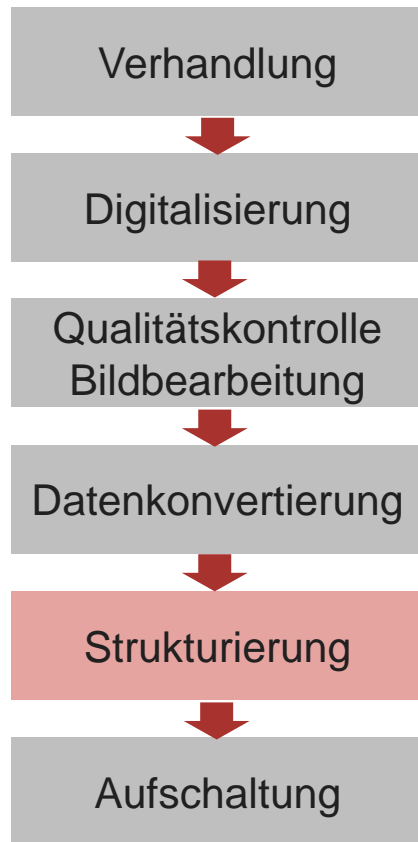 Verhandlung
Digitalisierung
Qualitätskontrolle
Bildbearbeitung
Datenkonvertierung
Strukturierung
Aufschaltung